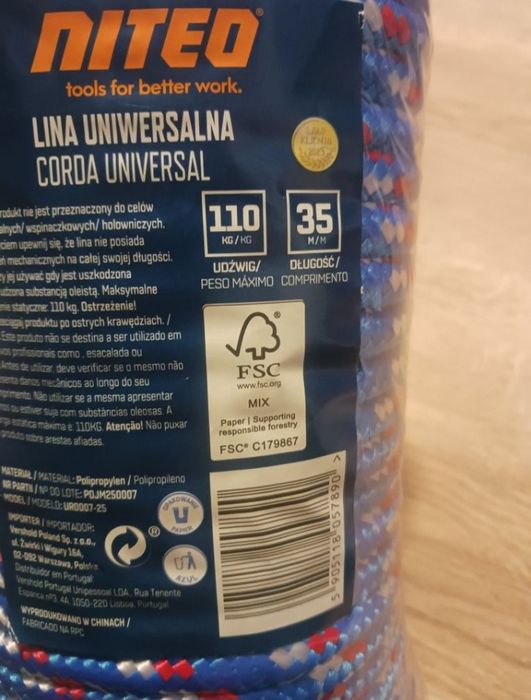 NITEO
tools for better work.
LINA UNIWERSALNA
CORDA UNIVERSAL
rodukt nie jest przeznaczony do celów
alnych/ wspinaczkowych/ holowniczych.
ciem upewnij się, że lina nie posiada
eń mechanicznych na całej swojej długości.
y jej używać gdy jest uszkodzona
udzona substancją oleistą. Maksymalne
nie statyczne: 110 kg. Ostrzeżenie!
zeciągaj produktu po ostrych krawędziach. /
Este produto não se destina a ser utilizado em
vos profissionais como , escalada ou
Antes de utilizar, deve verificar se o mesmo não
senta danos mecânicos ao longo do seu
primento. Não utilizar se a mesma apresentar
ou estiver suja com substâncias oleosas. A
rga estática máxima é 110KG. Atenção! Não puxar
produto sobre arestas afiadas.
110
KG/KG
UDŹWIG/
PESO MÁXIMO
35
M/M
DŁUGOŚĆ/
COMPRIMENTO
FSC
www.fsc.org
MIX
Paper | Supporting
responsible forestry
FSC® C179867
MATERIAŁ / MATERIAL: Polipropylen / Polipropileno
NR PARTII / Nº DO LOTE: POJM250007
MODEL / MODELO: UR0007-25
IMPORTER / IMPORTADOR:
Vershold Poland Sp. z o.o.,
ul. Żwirki i Wigury 16A,
02-092 Warszawa, Polska
Distribuidor em Portugal:
Vershold Portugal Unipessoal LDA, Rua Tenente
Espanca nº3, 4A, 1050-220 Lisboa, Portugal
WYPRODUKOWANO W CHINACH /
FABRICADO NA RPC
®
OPAKOWANIE
U
PAPIER
AZUL
5 905118 057890 >